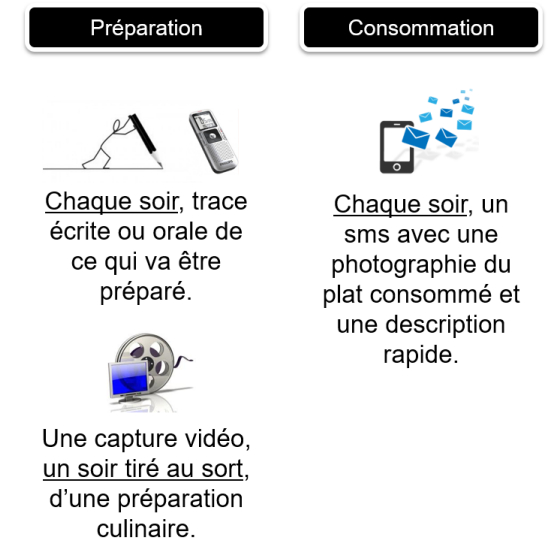 Préparation
Chaque soir, trace
écrite ou orale de
ce qui va être
préparé.
Une capture vidéo,
un soir tiré au sort,
d’une préparation
culinaire.
Consommation
Chaque soir, un
sms avec une
photographie du
plat consommé et
une description
rapide.